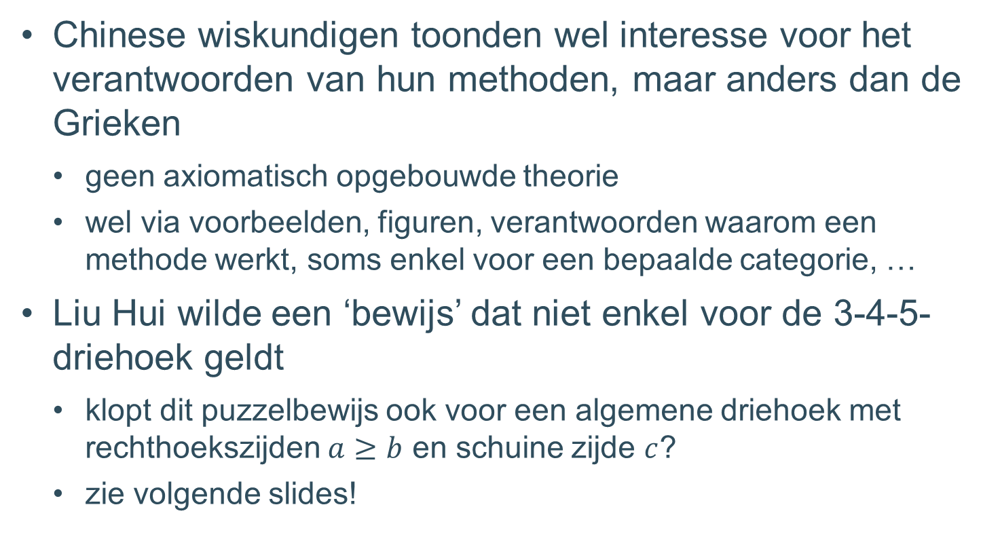 • Chinese wiskundigen toonden wel interesse voor het
verantwoorden van hun methoden, maar anders dan de
Grieken
• geen axiomatisch opgebouwde theorie
• wel via voorbeelden, figuren, verantwoorden waarom een
methode werkt, soms enkel voor een bepaalde categorie, …
• Liu Hui wilde een ‘bewijs’ dat niet enkel voor de 3-4-5-
driehoek geldt
• klopt dit puzzelbewijs ook voor een algemene driehoek met
rechthoekszijden 𝑎 ≥ 𝑏 en schuine zijde 𝑐?
• zie volgende slides!